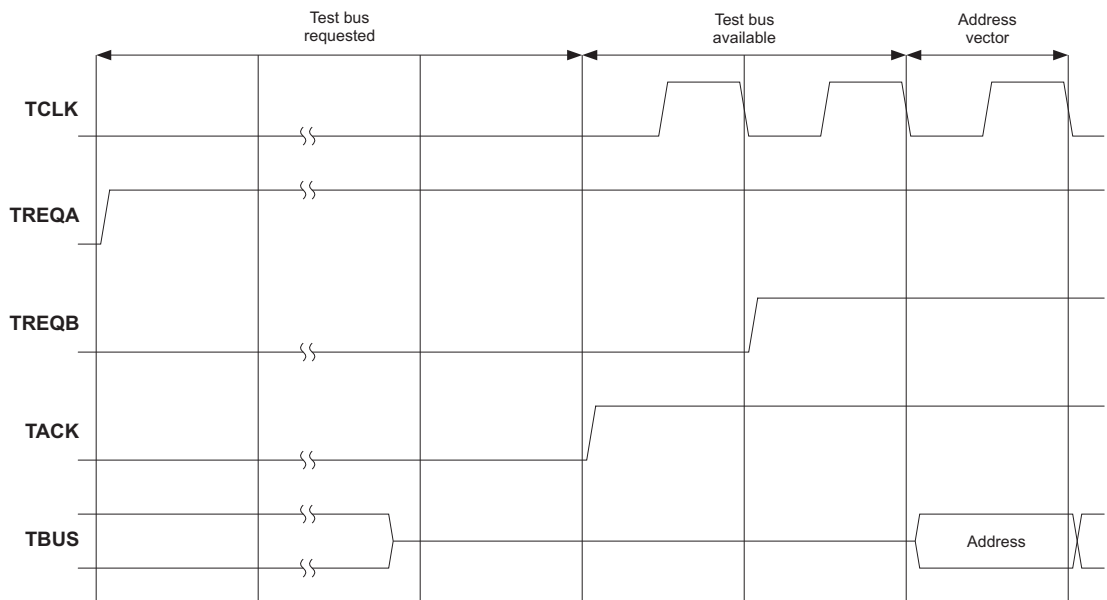 Test bus
requested
Test bus
available
Address
vector
TCLK
TREQA
TREQB
TACK
TBUS
Address